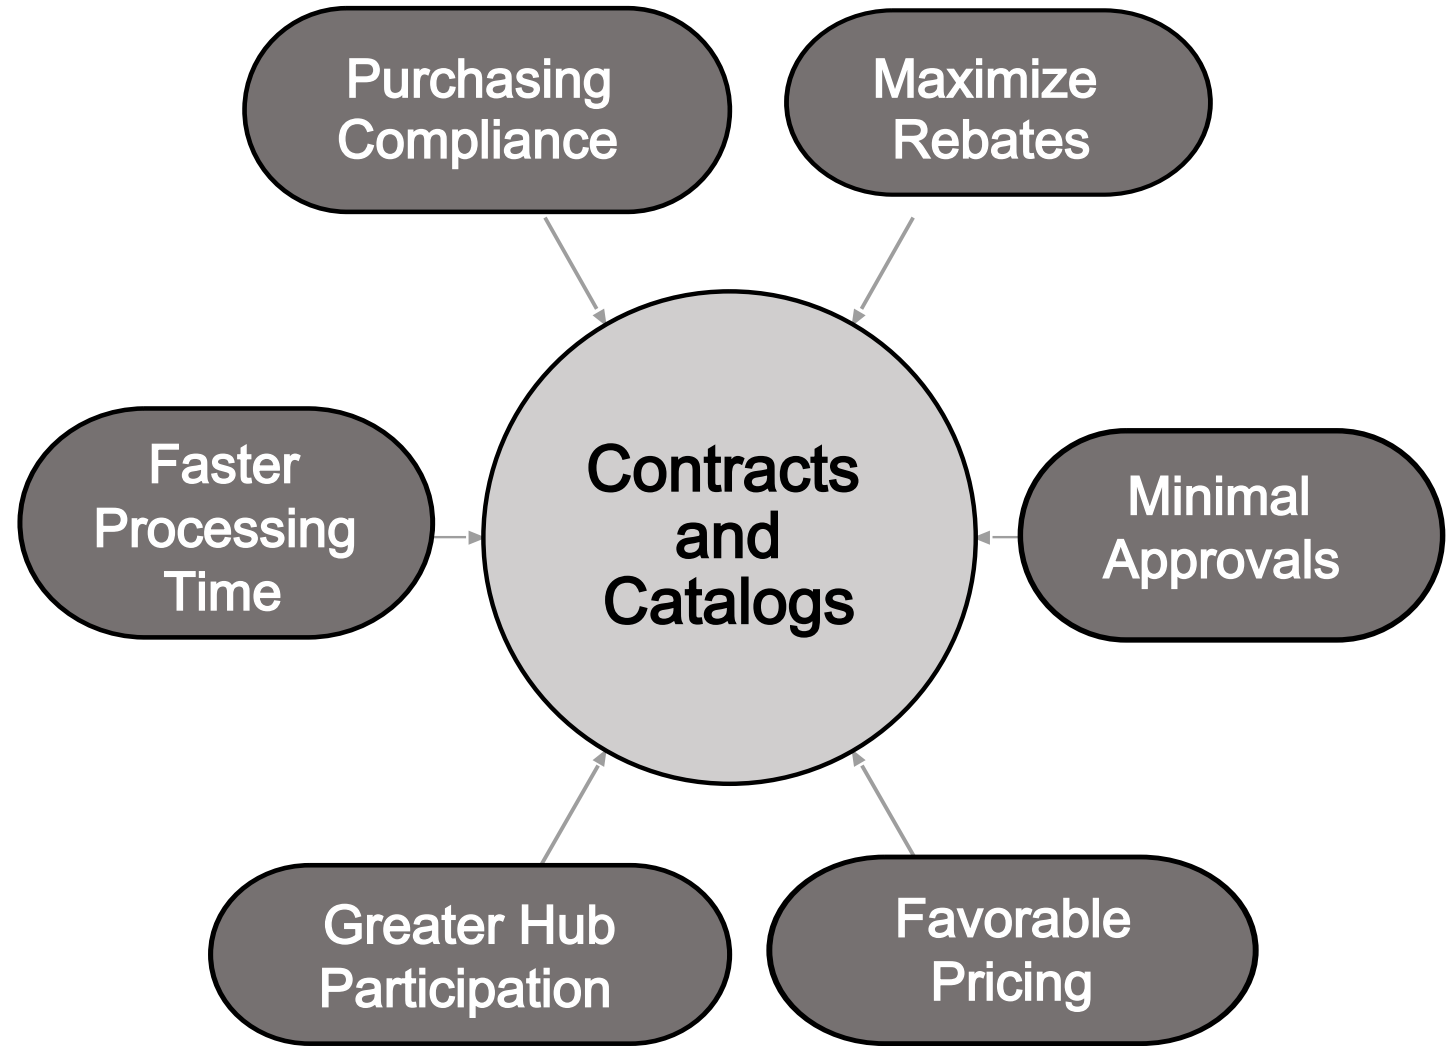 Purchasing
Compliance
Maximize
Rebates
Faster
Processing
Time
Contracts
and
Catalogs
Minimal
Approvals
Greater Hub
Participation
Favorable
Pricing